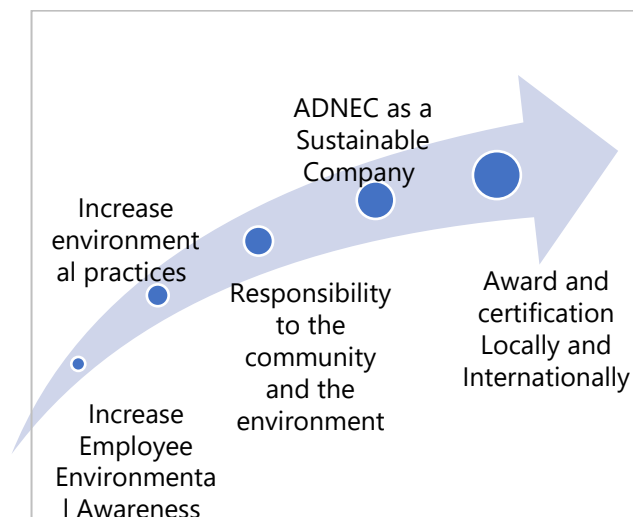 ADNEC as a
Sustainable
Company
Increase
environment
al practices
Responsibility
to the
community
and the
environment
Award and
certification
Locally and
Internationally
Increase
Employee
Environmenta
l Awareness